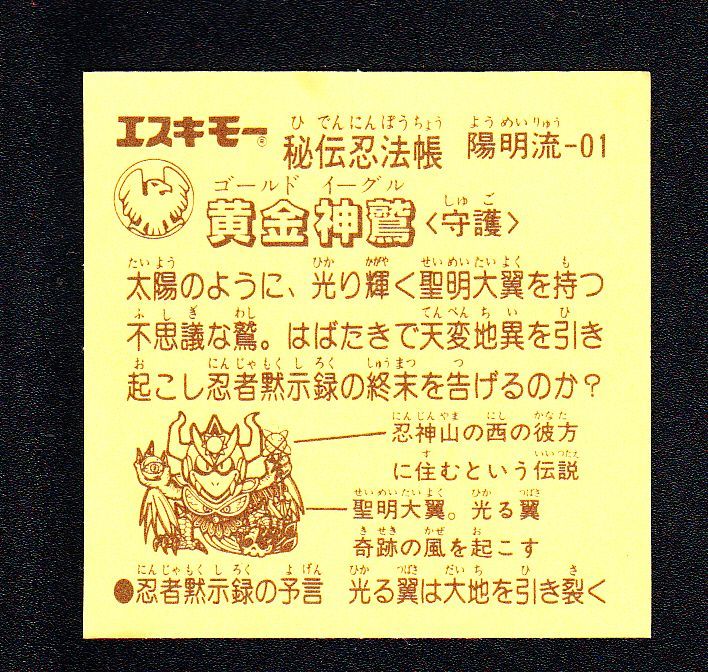 エスキモー® 秘伝忍法帳 陽明流-01
ひでんにんぽうちょう ようめいりゅう
ゴールド イーグル
黄金神鷲〈守護〉
しゅご
たいよう ひか かがや せいめいたいよく も
太陽のように、光り輝く聖明大翼を持つ
ふしぎ わし てんぺんちい ひ
不思議な鷲。はばたきで天変地異を引き
お にんじゃもくしろく しゅうまつ つ
起こし忍者黙示録の終末を告げるのか?
にんじんやま にし かなた
忍神山の西の彼方
す いいつたえ
に住むという伝説
せいめいたいよく ひか つばさ
聖明大翼。光る翼
きせき かぜ お
奇跡の風を起こす
にんじゃもくしろく よげん ひか つばさ だいち ひ さ
●忍者黙示録の予言 光る翼は大地を引き裂く